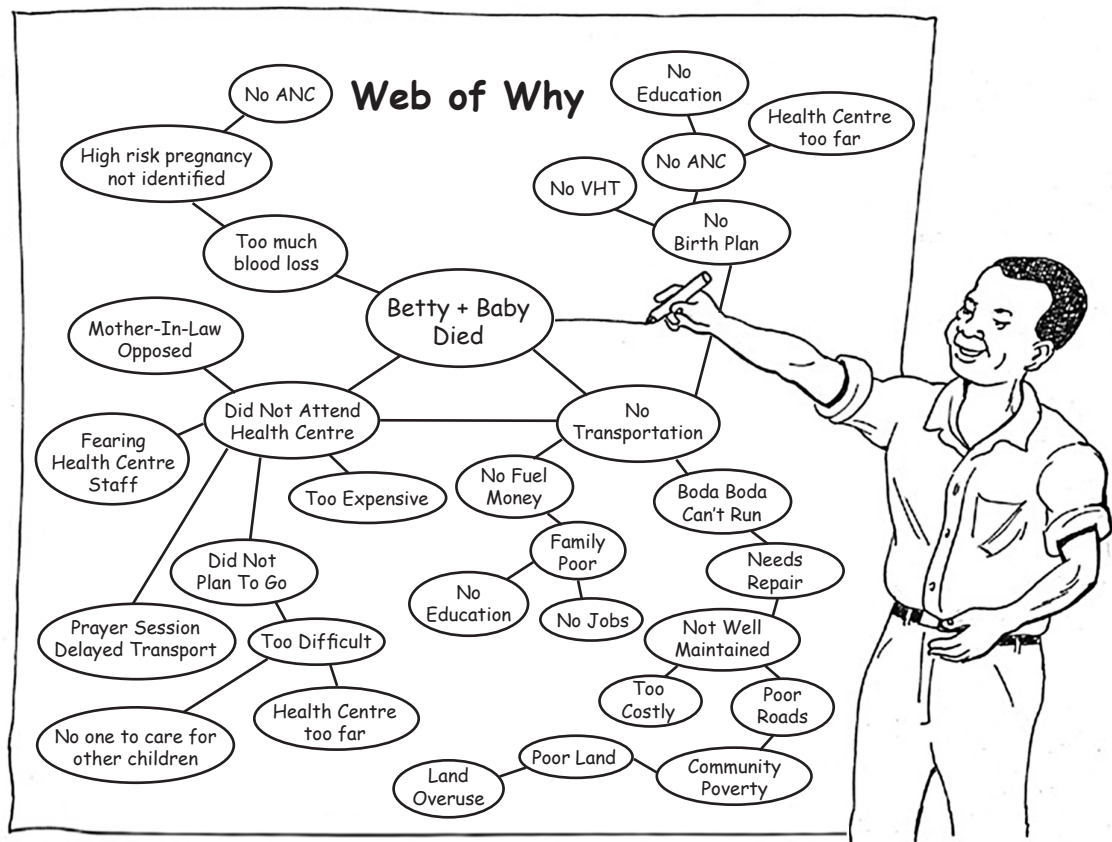 Web of Why
No ANC
High risk pregnancy
not identified
Too much
blood loss
Betty + Baby
Died
No
Education
Health Centre
too far
No ANC
No VHT
No
Birth Plan
Mother-In-Law
Opposed
Did Not Attend
Health Centre
Fearing
Health Centre
Staff
Too Expensive
Did Not
Plan To Go
Prayer Session
Delayed Transport
Too Difficult
No one to care for
other children
Health Centre
too far
No
Transportation
No Fuel
Money
Family
Poor
No
Education
No Jobs
Boda Boda
Can't Run
Needs
Repair
Not Well
Maintained
Too
Costly
Poor
Roads
Community
Poverty
Poor Land
Land
Overuse